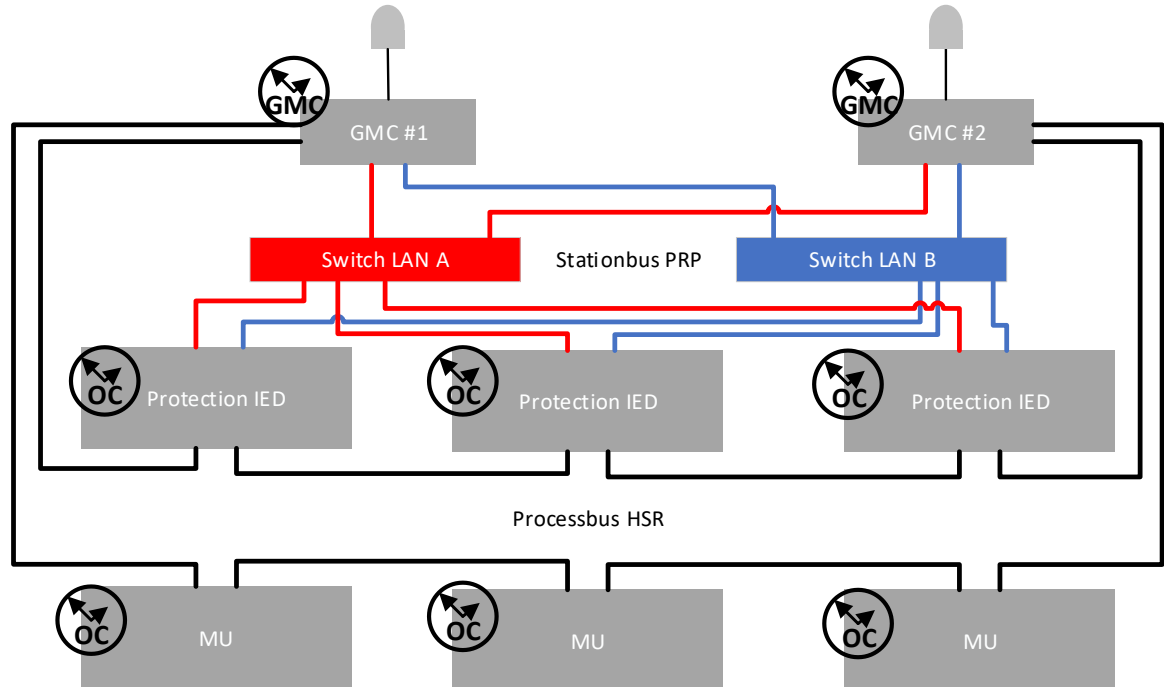 GMC
GMC
GMC #1
GMC #2
Switch LAN A
Stationbus PRP
Switch LAN B
OC
Protection IED
OC
Protection IED
OC
Protection IED
Processbus HSR
OC
MU
OC
MU
OC
MU